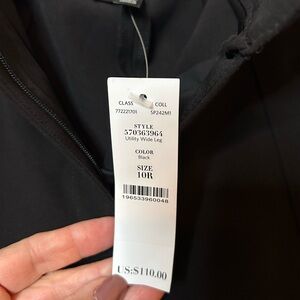 CLASS COLL
772221701 SP242M1
STYLE
570363964
Utility Wide Leg
COLOR
Black
SIZE
10R
196533960048
US:$110.00